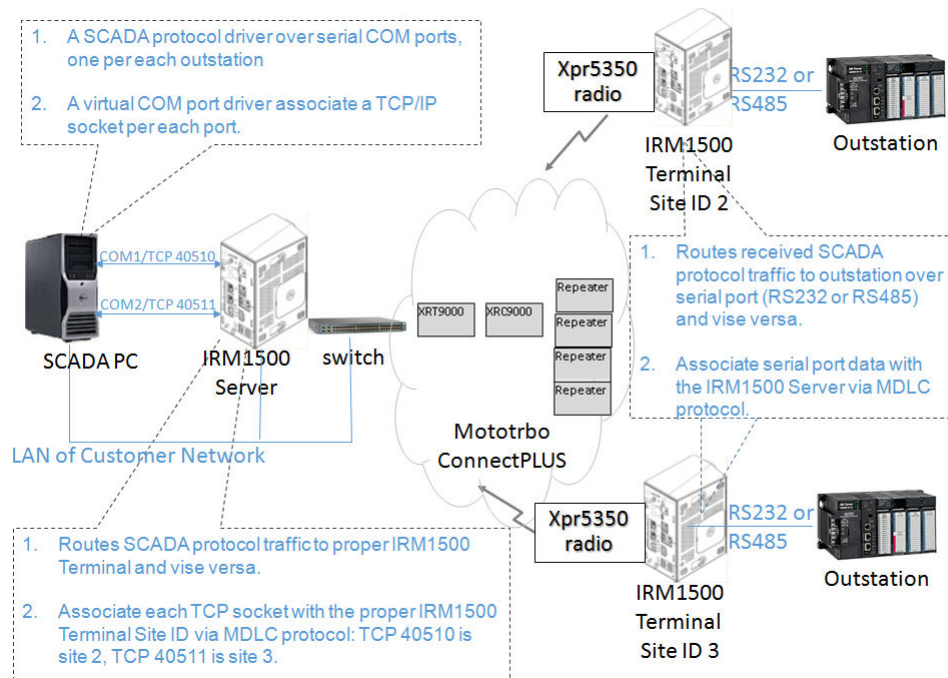 1. A SCADA protocol driver over serial COM ports,
one per each outstation
2. A virtual COM port driver associate a TCP/IP
socket per each port.
Xpr5350
radio
RS232 or
RS485
IRM1500
Terminal
Site ID 2
Outstation
COM1/TCP 40510
COM2/TCP 40511
SCADA PC
IRM1500
Server
switch
LAN of Customer Network
XRT9000
XRC9000
Repeater
Repeater
Repeater
Repeater
Mototrbo
ConnectPLUS
1. Routes received SCADA
protocol traffic to outstation over
serial port (RS232 or RS485)
and vise versa.
2. Associate serial port data with
the IRM1500 Server via MDLC
protocol.
Xpr5350
radio
RS232 or
RS485
IRM1500
Terminal
Site ID 3
Outstation
1. Routes SCADA protocol traffic to proper IRM1500
Terminal and vise versa.
2. Associate each TCP socket with the proper IRM1500
Terminal Site ID via MDLC protocol: TCP 40510 is
site 2, TCP 40511 is site 3.